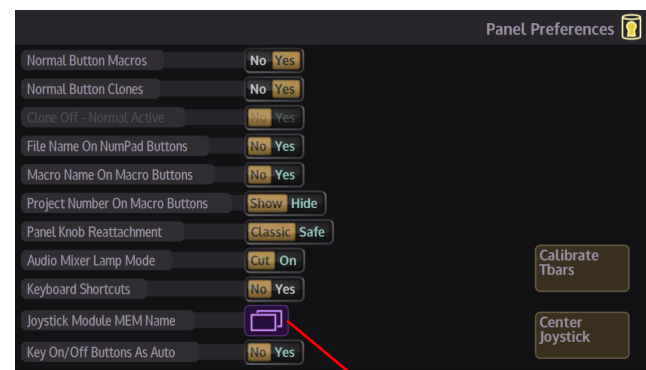 Panel Preferences
Normal Button Macros No Yes
Normal Button Clones No Yes
Clone Off - Normal Active No Yes
File Name On NumPad Buttons No Yes
Macro Name On Macro Buttons No Yes
Project Number On Macro Buttons Show Hide
Panel Knob Reattachment Classic Safe
Audio Mixer Lamp Mode Cut On
Keyboard Shortcuts No Yes
Joystick Module MEM Name
Key On/Off Buttons As Auto No Yes
Calibrate
Tbars
Center
Joystick